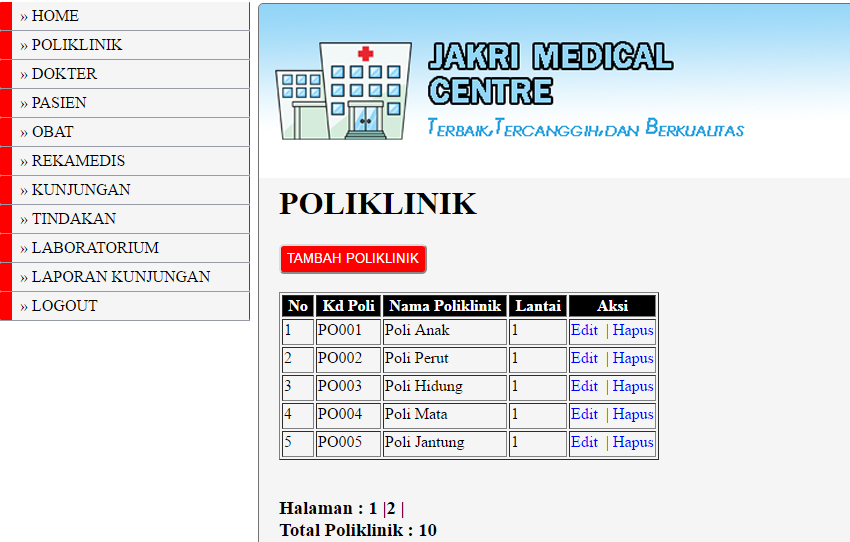 » HOME
» POLIKLINIK
» DOKTER
» PASIEN
» OBAT
» REKAMEDIS
» KUNJUNGAN
» TINDAKAN
» LABORATORIUM
» LAPORAN KUNJUNGAN
» LOGOUT
JAKRI MEDICAL
CENTRE
TERBAIK,TERCANGGIH,DAN BERKUALITAS
POLIKLINIK
TAMBAH POLIKLINIK
No Kd Poli Nama Poliklinik Lantai Aksi
1 PO001 Poli Anak 1 Edit | Hapus
2 PO002 Poli Perut 1 Edit | Hapus
3 PO003 Poli Hidung 1 Edit | Hapus
4 PO004 Poli Mata 1 Edit | Hapus
5 PO005 Poli Jantung 1 Edit | Hapus
Halaman : 1 |2 |
Total Poliklinik : 10